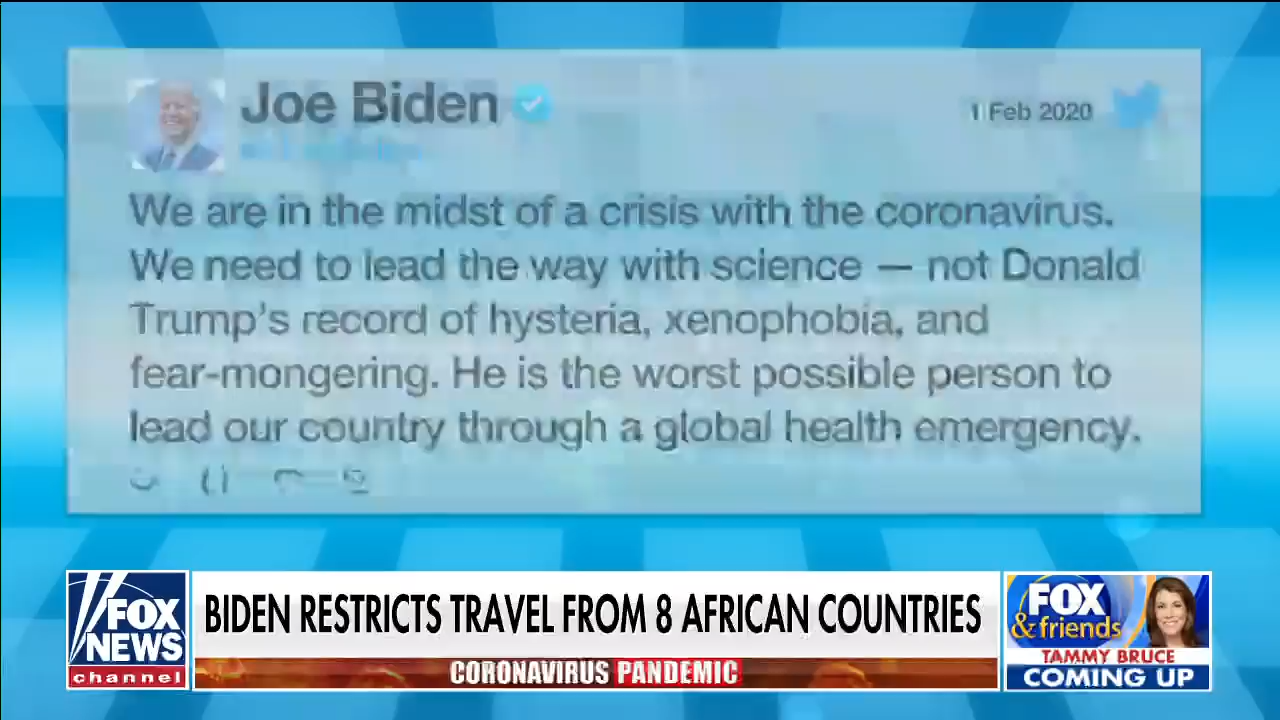 Joe Biden
1 Feb 2020
We are in the midst of a crisis with the coronavirus.
We need to lead the way with science — not Donald
Trump's record of hysteria, xenophobia, and
fear-mongering. He is the worst possible person to
lead our country through a global health emergency.
FOX
NEWS
channel
BIDEN RESTRICTS TRAVEL FROM 8 AFRICAN COUNTRIES
CORONAVIRUS PANDEMIC
FOX
& friends
TAMMY BRUCE
COMING UP